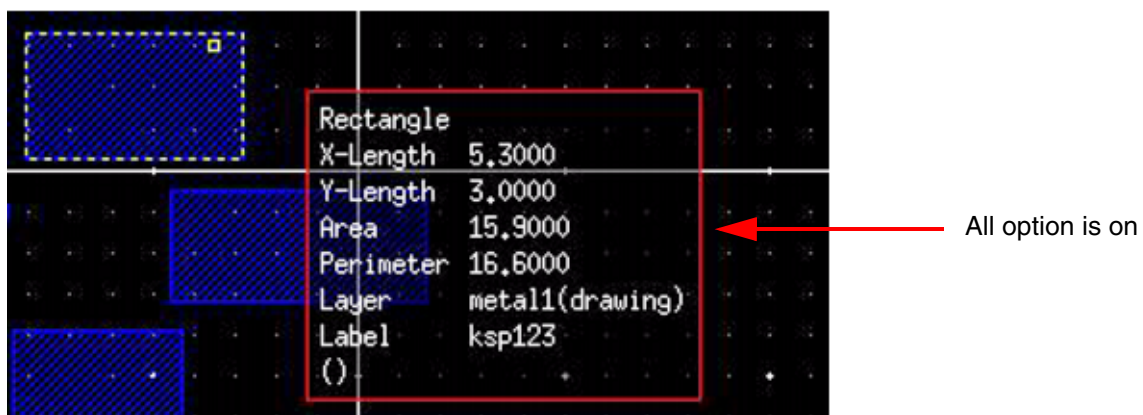 Rectangle
X-Length 5.3000
Y-Length 3.0000
Area 15.9000
Perimeter 16.6000
Layer metal1(drawing)
Label ksp123
()
All option is on